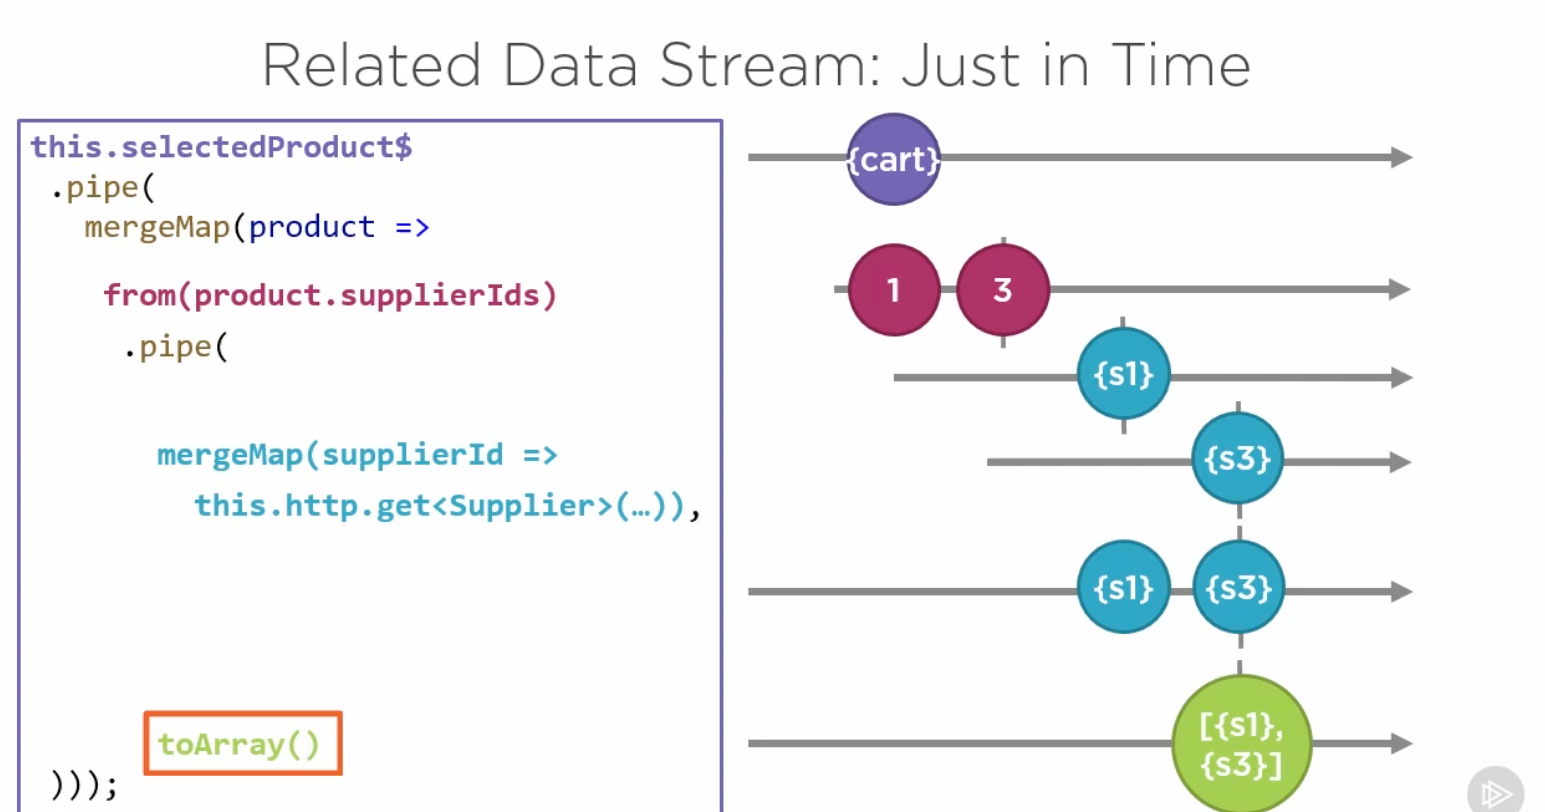 Related Data Stream: Just in Time
this.selectedProduct$
.pipe(
mergeMap(product =>
from(product.supplierIds)
.pipe(
mergeMap(supplierId =>
this.http.get<Supplier>(…)),
toArray()
)));
{cart}
1 3
{s1}
{s3}
{s1} {s3}
[{s1},
{s3}]